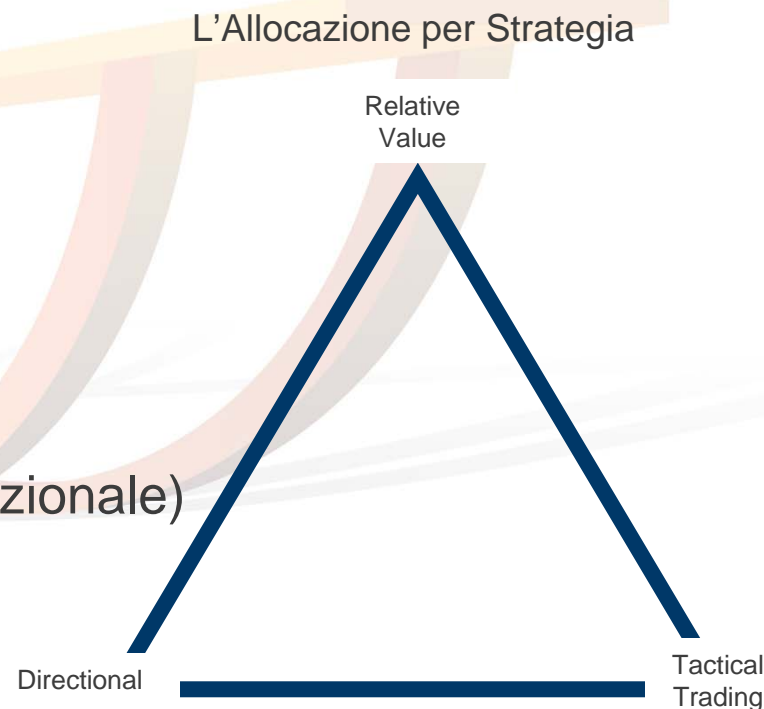 L'Allocazione per Strategia
Relative
Value
zionale)
Directional
Tactical
Trading